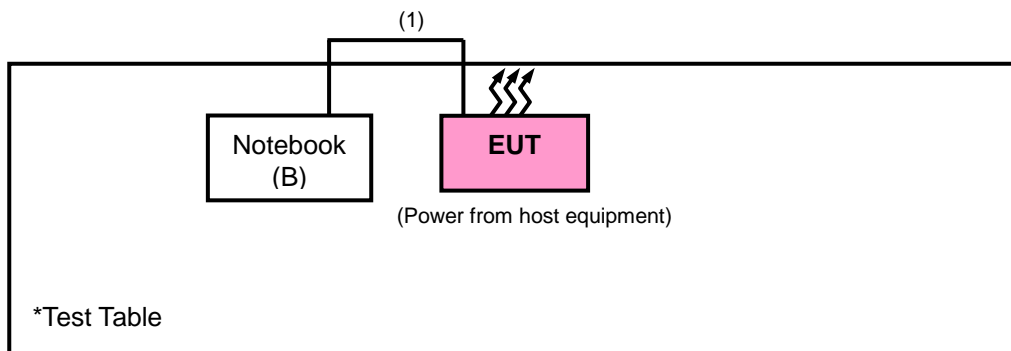 (1)
Notebook
(B)
EUT
(Power from host equipment)
*Test Table